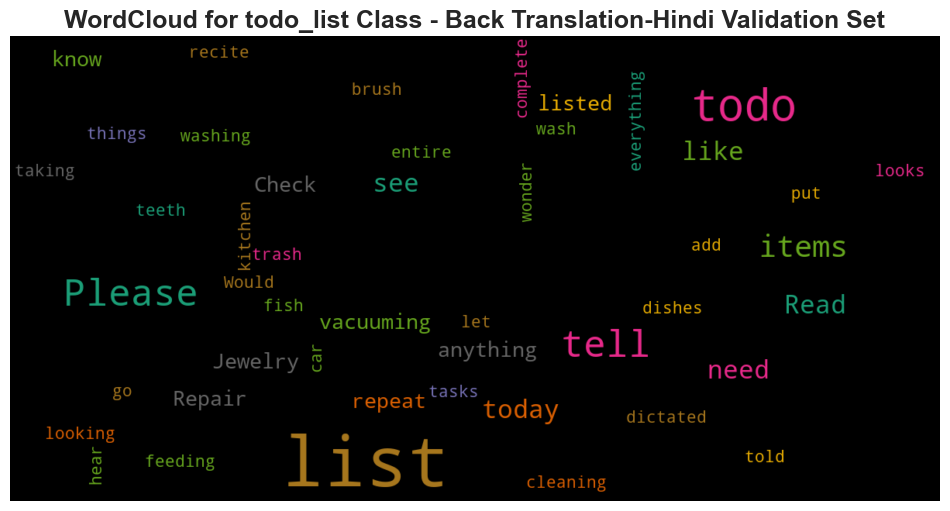 WordCloud for todo_list Class - Back Translation-Hindi Validation Set
know
recite
brush
complete
listed
everything
todo
things
washing
wash
entire
like
taking
Check
see
wonder
looks
put
teeth
kitchen
trash
add
items
Please
Would
fish
dishes
Read
vacuuming
let
tell
anything
Jewelry
car
need
go
Repair
repeat
tasks
today
dictated
looking
list
hear
feeding
told
cleaning